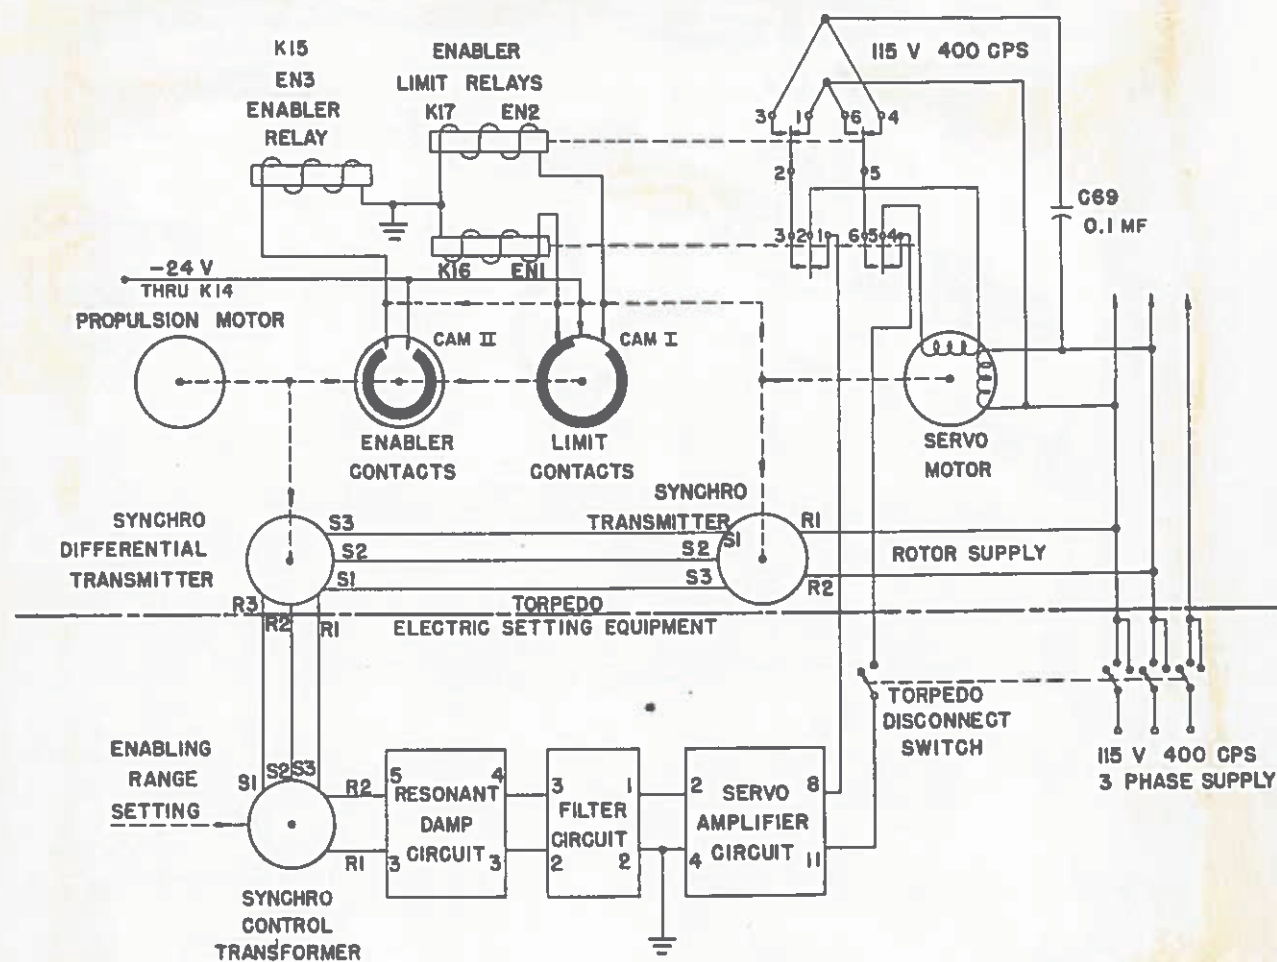 K15
EN3
ENABLER
RELAY
ENABLER
LIMIT RELAYS
K17 EN2
115 V 400 CPS
3 1 6 4
2 5
3 2 1 6 5 4
C69
0.1 MF
K16 EN1
-24 V
THRU K14
PROPULSION MOTOR
CAM II
CAM I
ENABLER
CONTACTS
LIMIT
CONTACTS
SERVO
MOTOR
SYNCHRO
DIFFERENTIAL
TRANSMITTER
S3
S2
S1
SYNCHRO
TRANSMITTER
S1
S2
S3
R1
ROTOR SUPPLY
R2
R3
R2
R1
TORPEDO
ELECTRIC SETTING EQUIPMENT
TORPEDO
DISCONNECT
SWITCH
115 V 400 CPS
3 PHASE SUPPLY
ENABLING
RANGE
SETTING
S1 S2 S3
R2
R1
SYNCHRO
CONTROL
TRANSFORMER
5 4
RESONANT
DAMP
CIRCUIT
3 3
3 1
FILTER
CIRCUIT
2 2
2 8
SERVO
AMPLIFIER
CIRCUIT
4 11